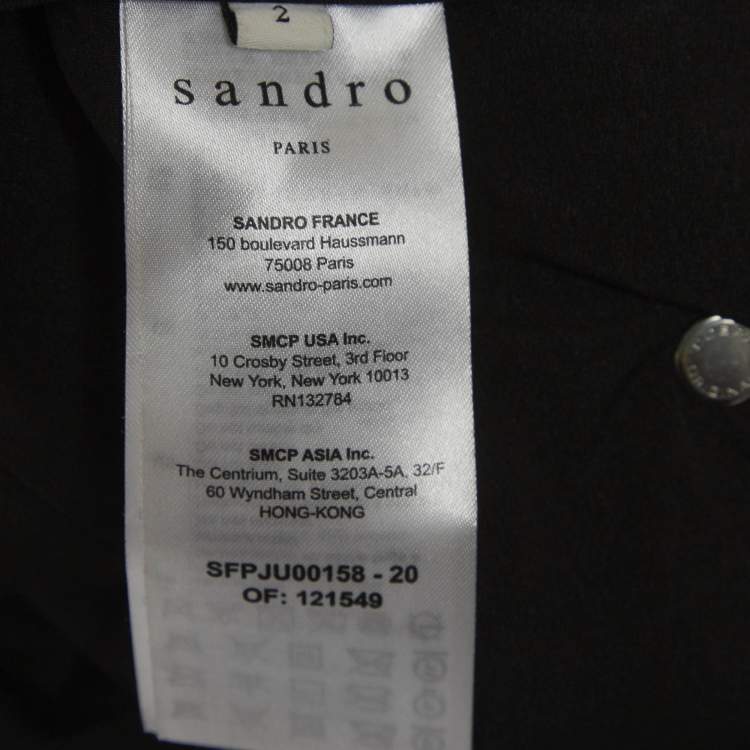 2
sandro
PARIS
SANDRO FRANCE
150 boulevard Haussmann
75008 Paris
www.sandro-paris.com
SMCP USA Inc.
10 Crosby Street, 3rd Floor
New York, New York 10013
RN132784
SMCP ASIA Inc.
The Centrium, Suite 3203A-5A, 32/F
60 Wyndham Street, Central
HONG-KONG
SFPJU00158 - 20
OF: 121549